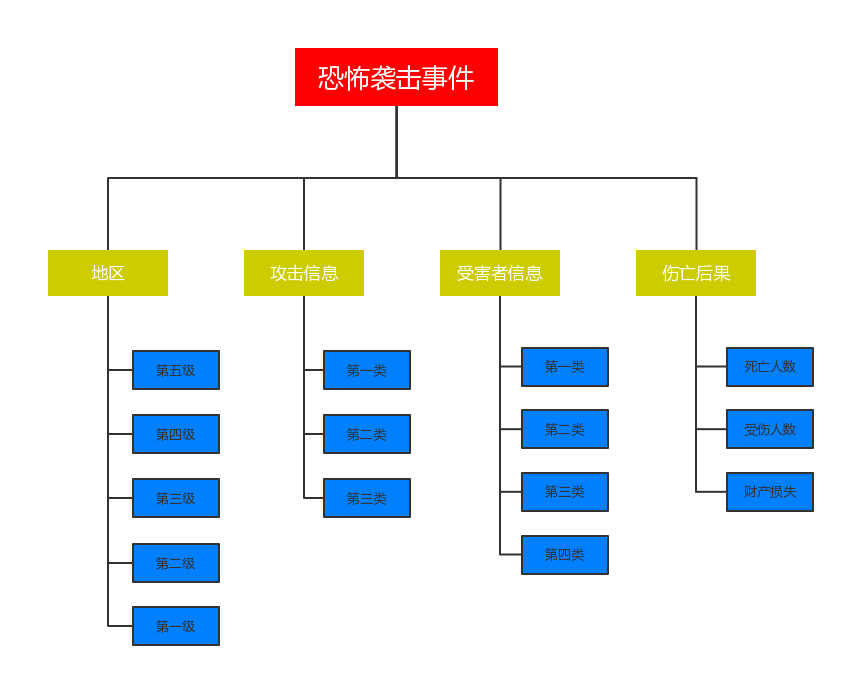 恐怖袭击事件
地区
攻击信息
受害者信息
伤亡后果
第五级
第四级
第三级
第二级
第一级
第一类
第二类
第三类
第一类
第二类
第三类
第四类
死亡人数
受伤人数
财产损失